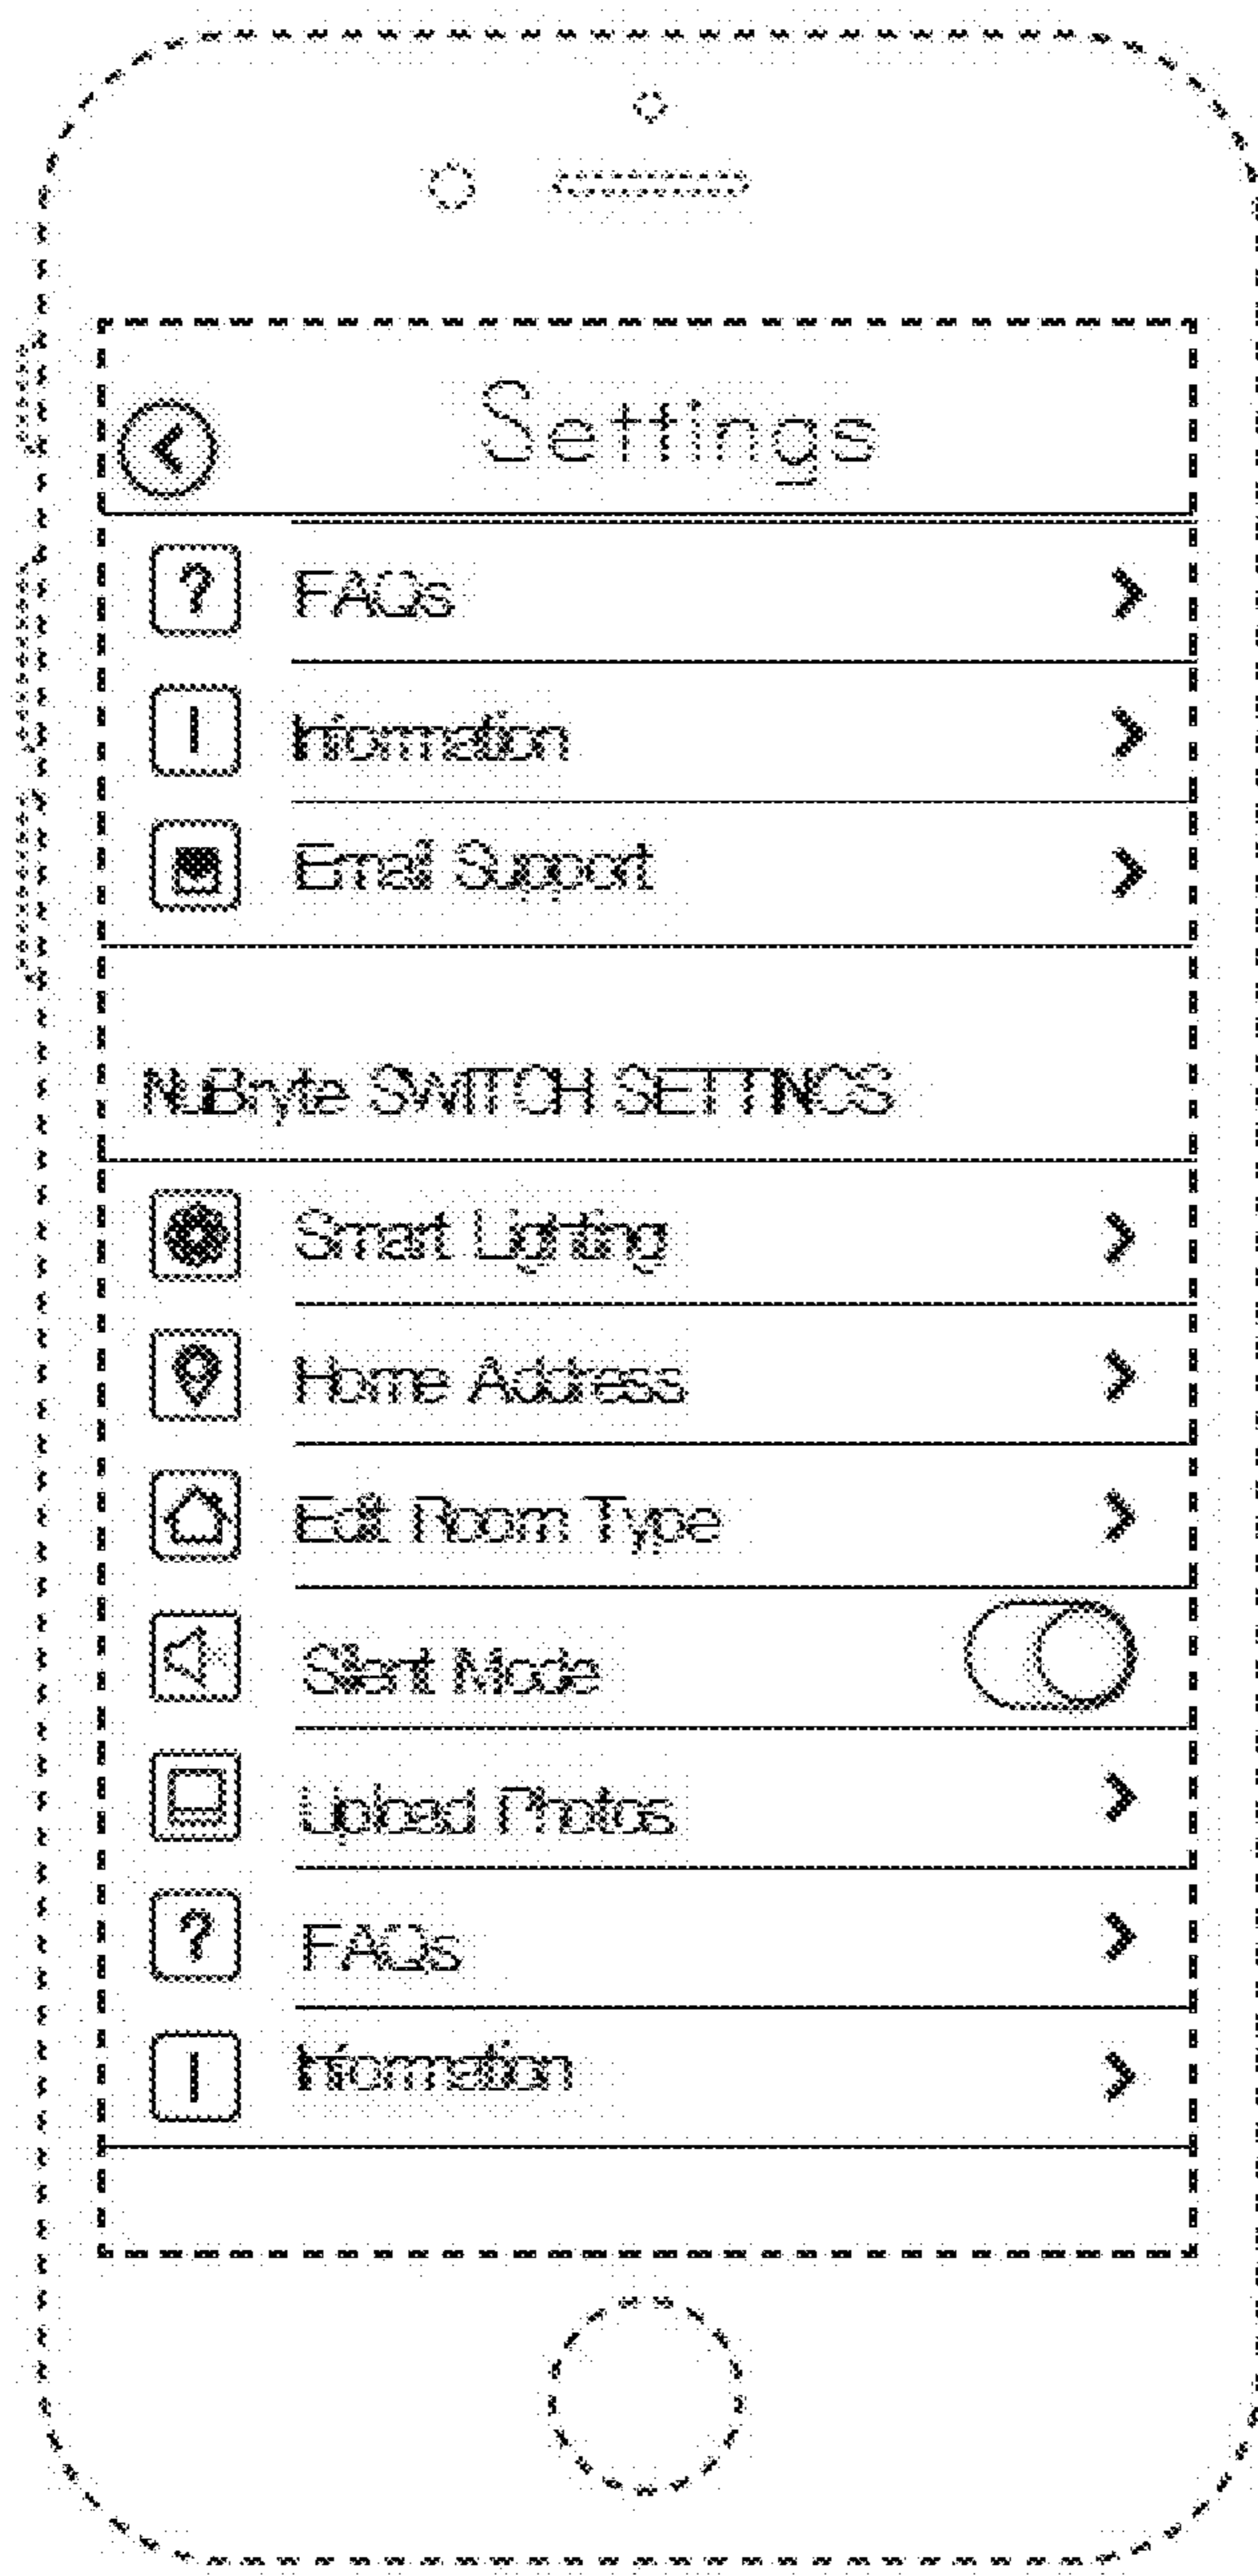 Settings
FAQs
Information
Email Support
NuBryte SWITCH SETTINGS
Smart Lighting
Home Address
Edit Room Type
Silent Mode
Upload Photos
FAQs
Information